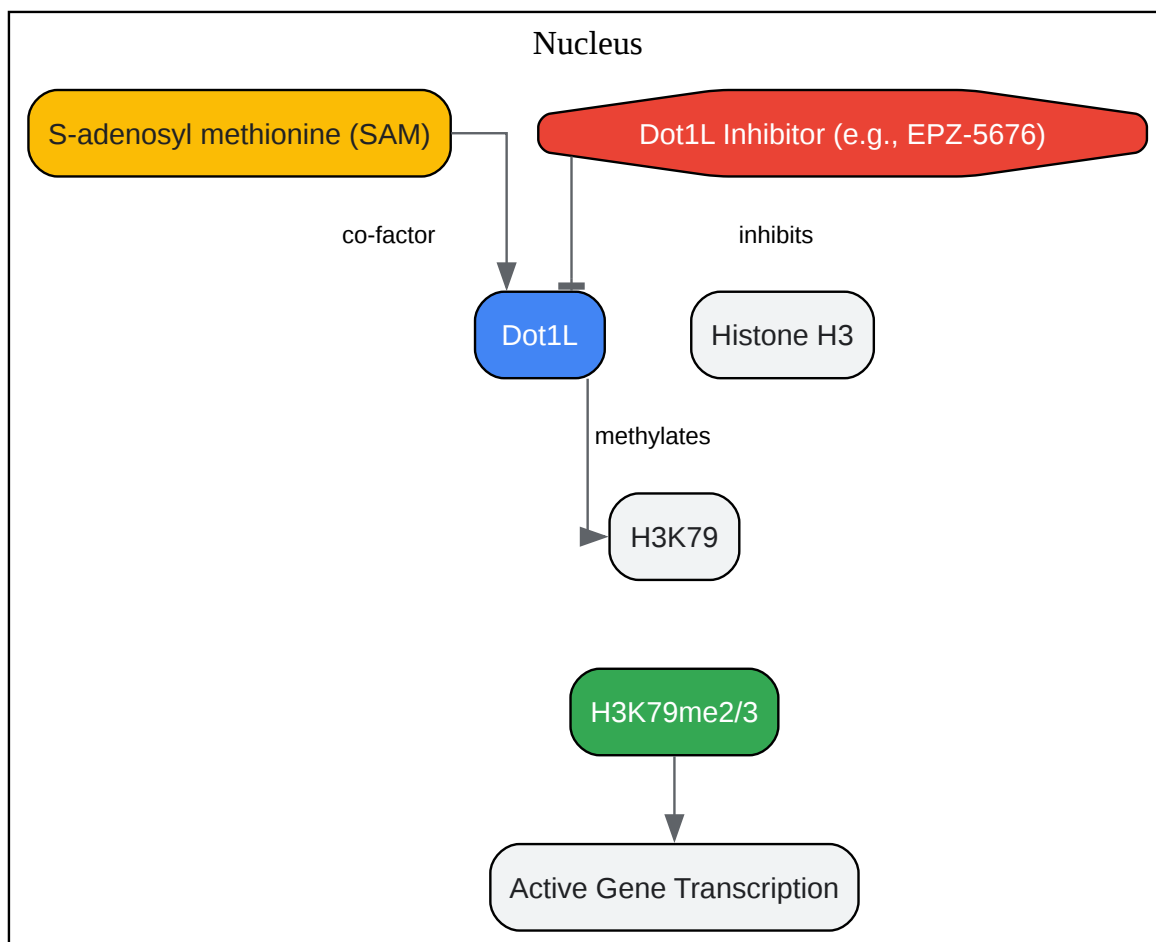 Nucleus
S-adenosyl methionine (SAM)
Dot1L Inhibitor (e.g., EPZ-5676)
co-factor
inhibits
Dot1L
Histone H3
methylates
H3K79
H3K79me2/3
Active Gene Transcription